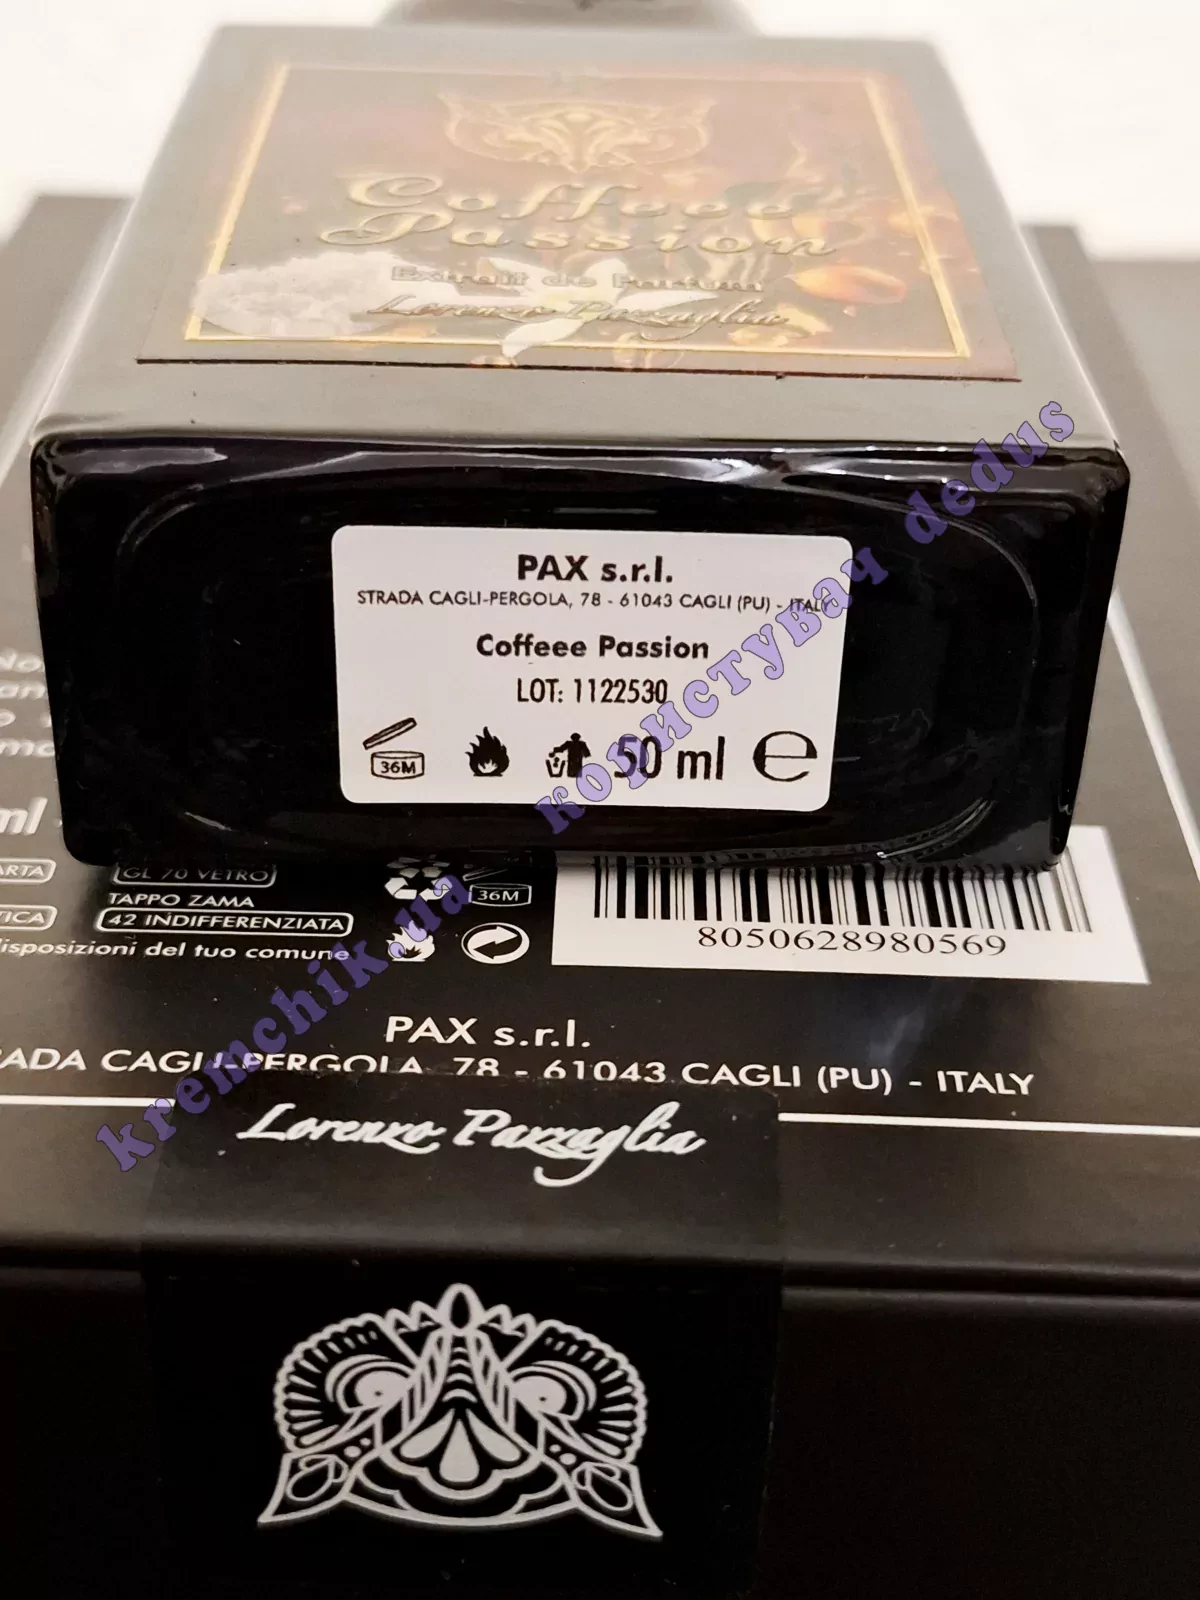 Coffeee
Passion
Extrait de Parfum
Lorenzo Pazzaglia
PAX s.r.l.
STRADA CAGLI-PERGOLA, 78 - 61043 CAGLI (PU) - ITALY
Coffeee Passion
LOT: 1122530
36M
50 ml e
ml
GL 70 VETRO
TAPPO ZAMA
42 INDIFFERENZIATA
disposizioni del tuo comune
36M
8050628980569
PAX s.r.l.
RADA CAGLI-PERGOLA, 78 - 61043 CAGLI (PU) - ITALY
Lorenzo Pazzaglia
kremchik.ua користувач dedus